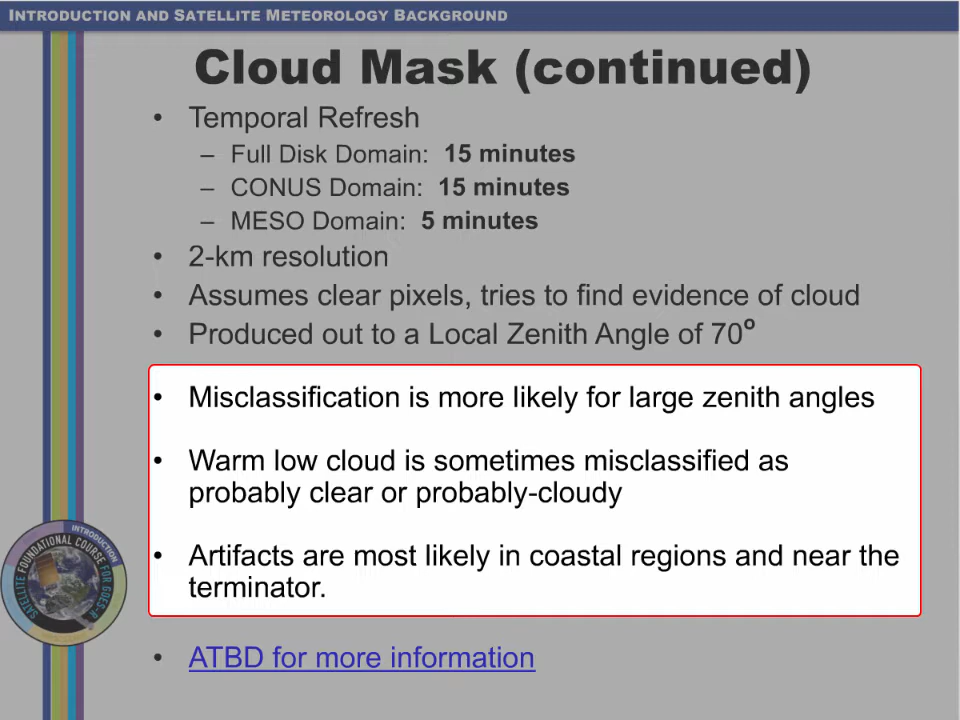 INTRODUCTION AND SATELLITE METEOROLOGY BACKGROUND
Cloud Mask (continued)
• Temporal Refresh
– Full Disk Domain: 15 minutes
– CONUS Domain: 15 minutes
– MESO Domain: 5 minutes
• 2-km resolution
• Assumes clear pixels, tries to find evidence of cloud
• Produced out to a Local Zenith Angle of 70°
• Misclassification is more likely for large zenith angles
• Warm low cloud is sometimes misclassified as
probably clear or probably-cloudy
• Artifacts are most likely in coastal regions and near the
terminator.
• ATBD for more information
INTRODUCTION
SATELLITE FOUNDATIONAL COURSE FOR GOES-R